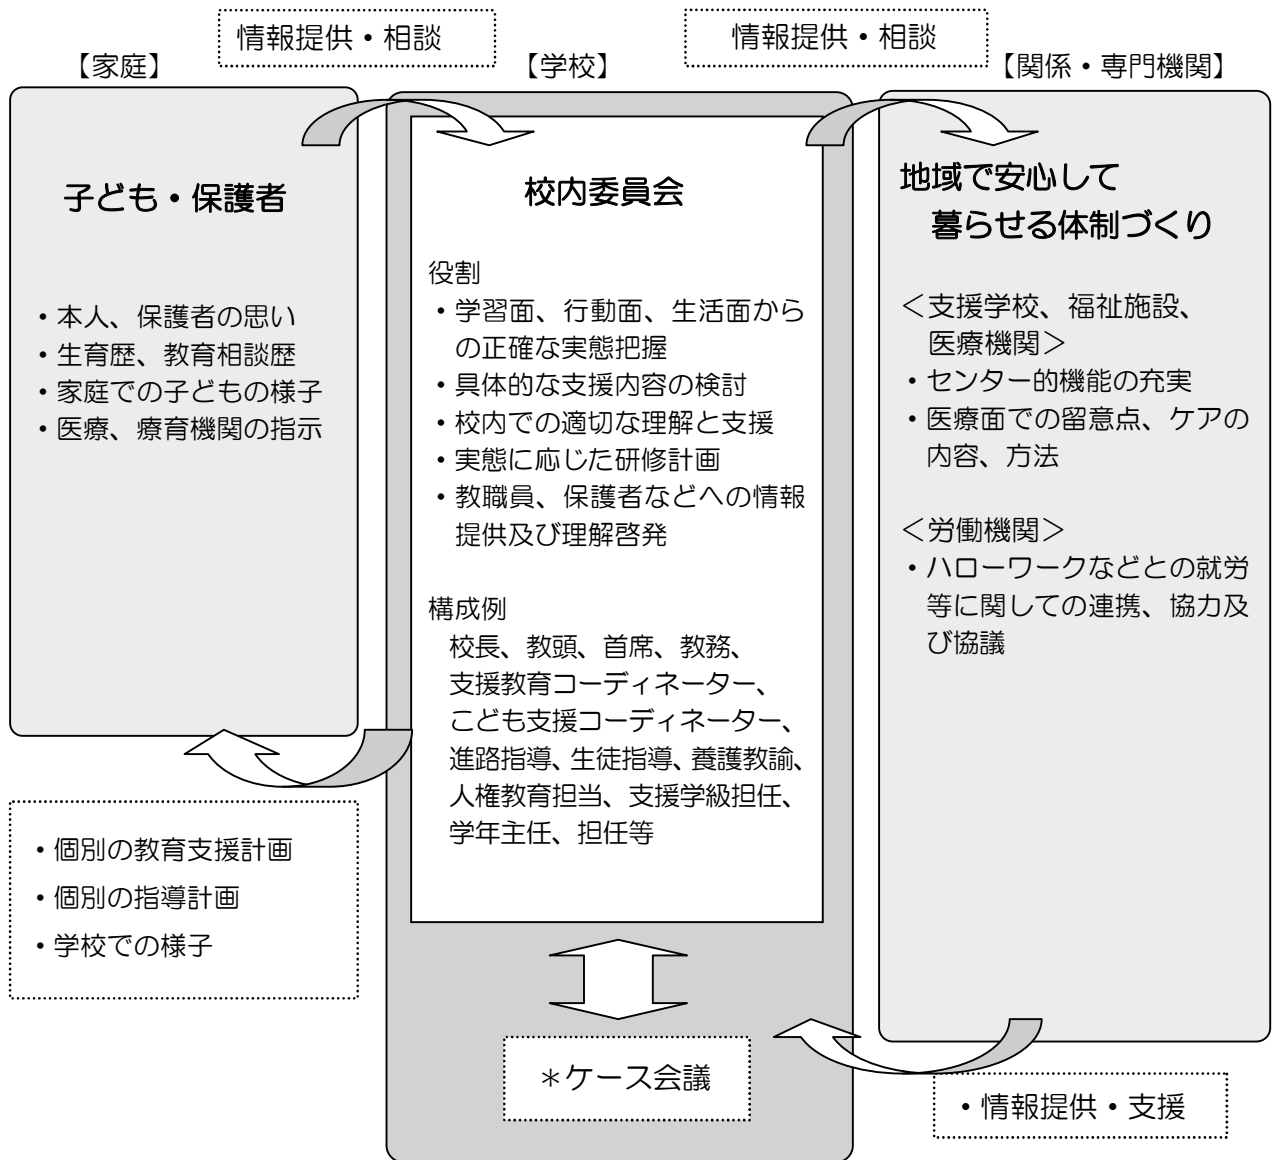 情報提供・相談
情報提供・相談
【家庭】
【学校】
【関係・専門機関】
子ども・保護者
・本人、保護者の思い
・生育歴、教育相談歴
・家庭での子どもの様子
・医療、療育機関の指示
校内委員会
役割
・学習面、行動面、生活面から
の正確な実態把握
・具体的な支援内容の検討
・校内での適切な理解と支援
・実態に応じた研修計画
・教職員、保護者などへの情報
提供及び理解啓発
構成例
校長、教頭、首席、教務、
支援教育コーディネーター、
こども支援コーディネーター、
進路指導、生徒指導、養護教諭、
人権教育担当、支援学級担任、
学年主任、担任等
地域で安心して
暮らせる体制づくり
＜支援学校、福祉施設、
医療機関＞
・センター的機能の充実
・医療面での留意点、ケアの
内容、方法
＜労働機関＞
・ハローワークなどとの就労
等に関しての連携、協力及
び協議
・個別の教育支援計画
・個別の指導計画
・学校での様子
＊ケース会議
・情報提供・支援